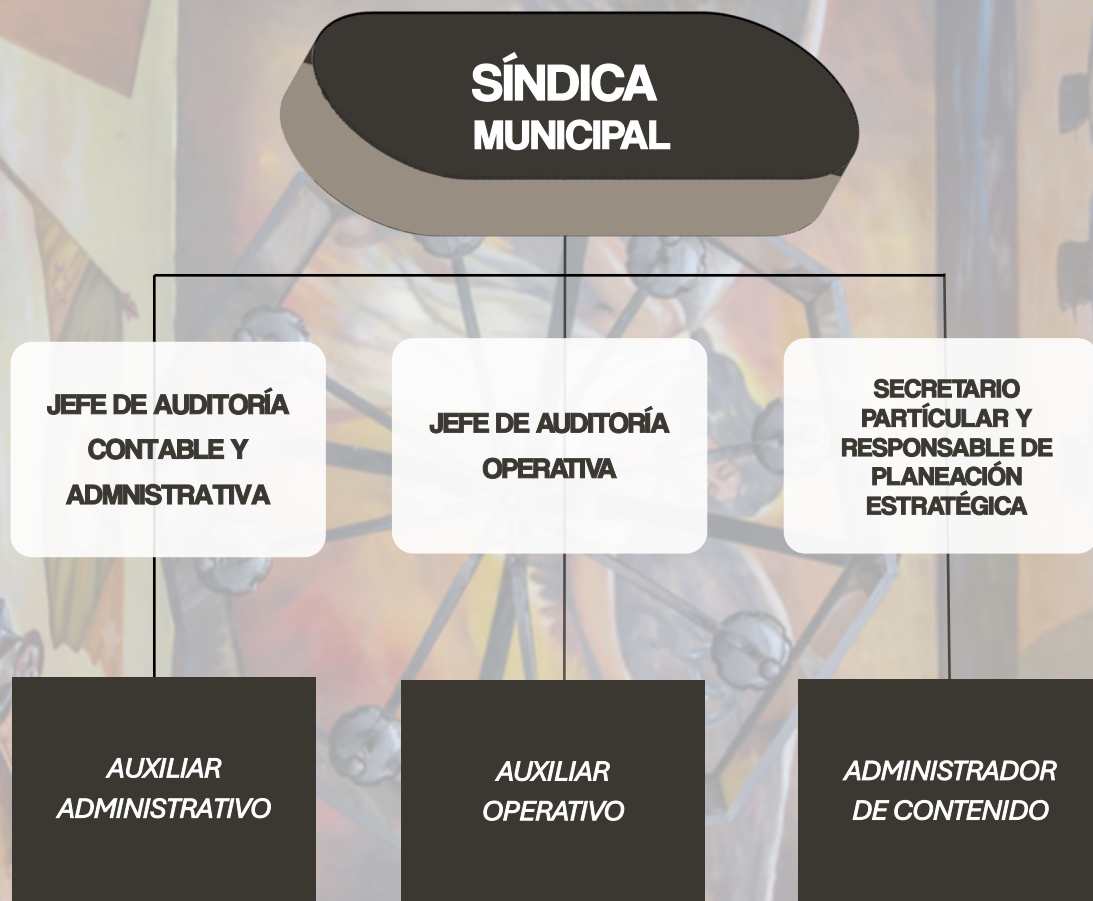 SÍNDICA
MUNICIPAL
JEFE DE AUDITORÍA
CONTABLE Y
ADMNISTRATIVA
JEFE DE AUDITORÍA
OPERATIVA
SECRETARIO
PARTÍCULAR Y
RESPONSABLE DE
PLANEACIÓN
ESTRATÉGICA
AUXILIAR
ADMINISTRATIVO
AUXILIAR
OPERATIVO
ADMINISTRADOR
DE CONTENIDO